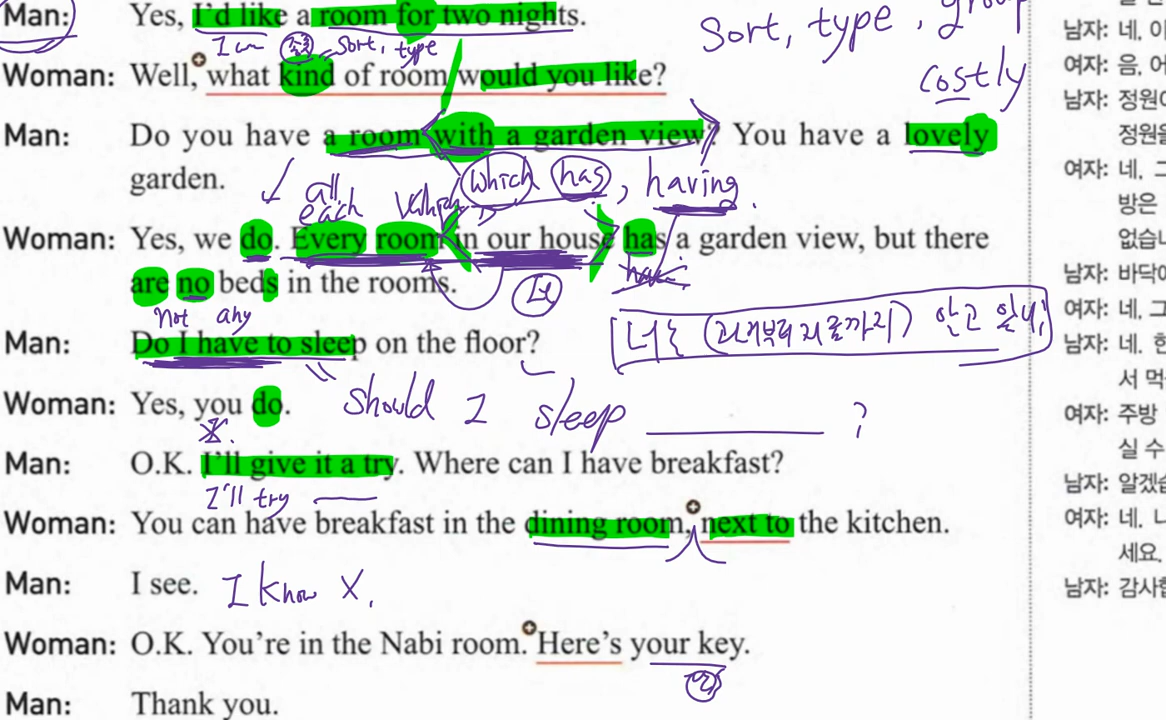 Man: Yes, I'd like a room for two nights.
Sort, type, group
I am
Sort, type
costly
Woman: Well, what kind of room would you like?
Man: Do you have a room with a garden view? You have a lovely
garden.
which has, having.
all
each
which
Woman: Yes, we do. Every room in our house has a garden view, but there
are no beds in the rooms.
not any
Man: Do I have to sleep on the floor?
Woman: Yes, you do.
Should I sleep ?
Man: O.K. I'll give it a try. Where can I have breakfast?
I'll try
Woman: You can have breakfast in the dining room, next to the kitchen.
Man: I see.
I know X.
Woman: O.K. You're in the Nabi room. Here's your key.
Man: Thank you.
남자: 네, 이
여자: 음, 어
남자: 정원이
정원을
여자: 네, 그
방은
없습니
남자: 바닥에
여자: 네, 그
남자: 네. 한
서 먹
여자: 주방
실 수
남자: 알겠습
여자: 네. 나
세요.
남자: 감사합